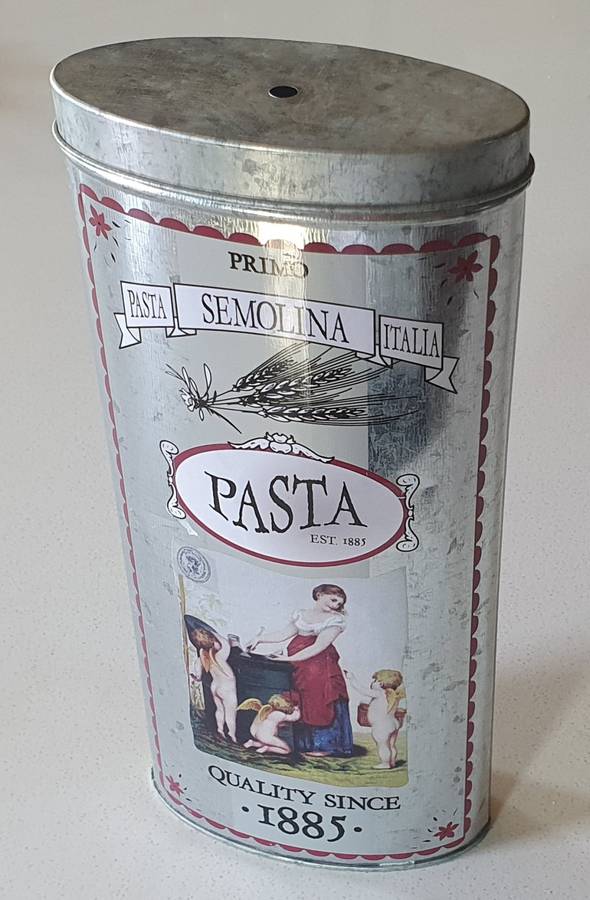 PRIMO
PASTA SEMOLINA ITALIA
PASTA
EST. 1885
QUALITY SINCE
·1885·